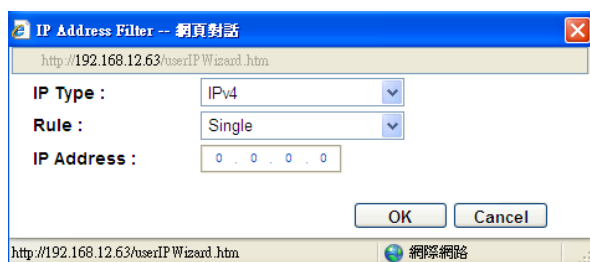 IP Address Filter -- 網頁對話
http://192.168.12.63/userIPWizard.htm
IP Type : IPv4
Rule : Single
IP Address : 0 . 0 . 0 . 0
OK Cancel
http://192.168.12.63/userIPWizard.htm 網際網路